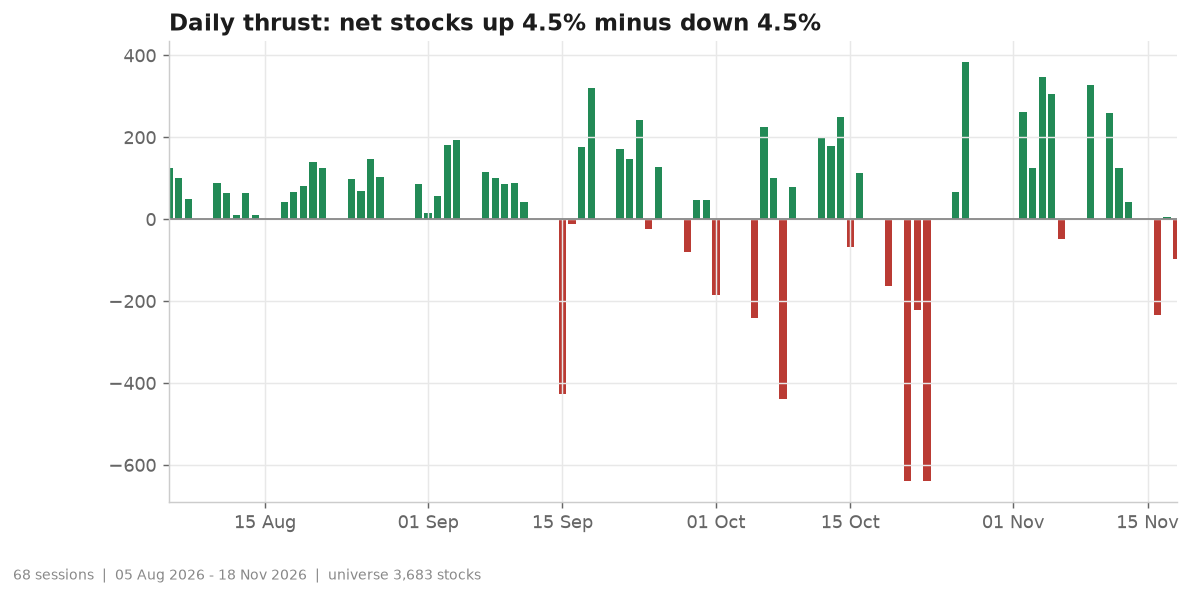 Daily thrust: net stocks up 4.5% minus down 4.5%
400
200
0
−200
−400
−600
15 Aug 01 Sep 15 Sep 01 Oct 15 Oct 01 Nov 15 Nov
68 sessions | 05 Aug 2026 - 18 Nov 2026 | universe 3,683 stocks